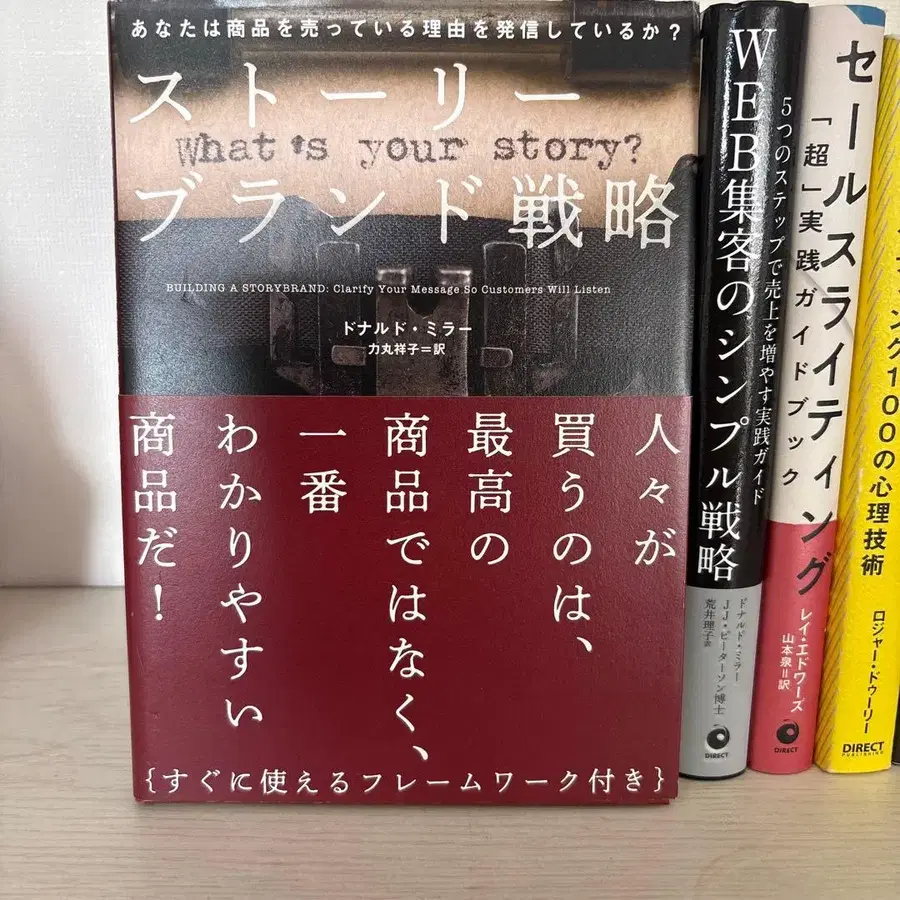 あなたは商品を売っている理由を発信しているか?
ストーリー
What's your story?
ブランド戦略
BUILDING A STORYBRAND: Clarify Your Message So Customers Will Listen
ドナルド・ミラー
力丸祥子=訳
人々が
買うのは、
最高の
商品ではなく、
一番
わかりやすい
商品だ!
{すぐに使えるフレームワーク付き}
WEB集客のシンプル戦略
5つのステップで売上を増やす実践ガイド
ドナルド・ミラー
JJ・ピーターソン博士
荒井理子=訳
DIRECT
セールスライティング
「超」実践ガイドブック
レイ・エドワーズ
山本泉=訳
DIRECT
ング100の心理技術
ロジャー・ドゥーリー
DIRECT
PUBLISHING